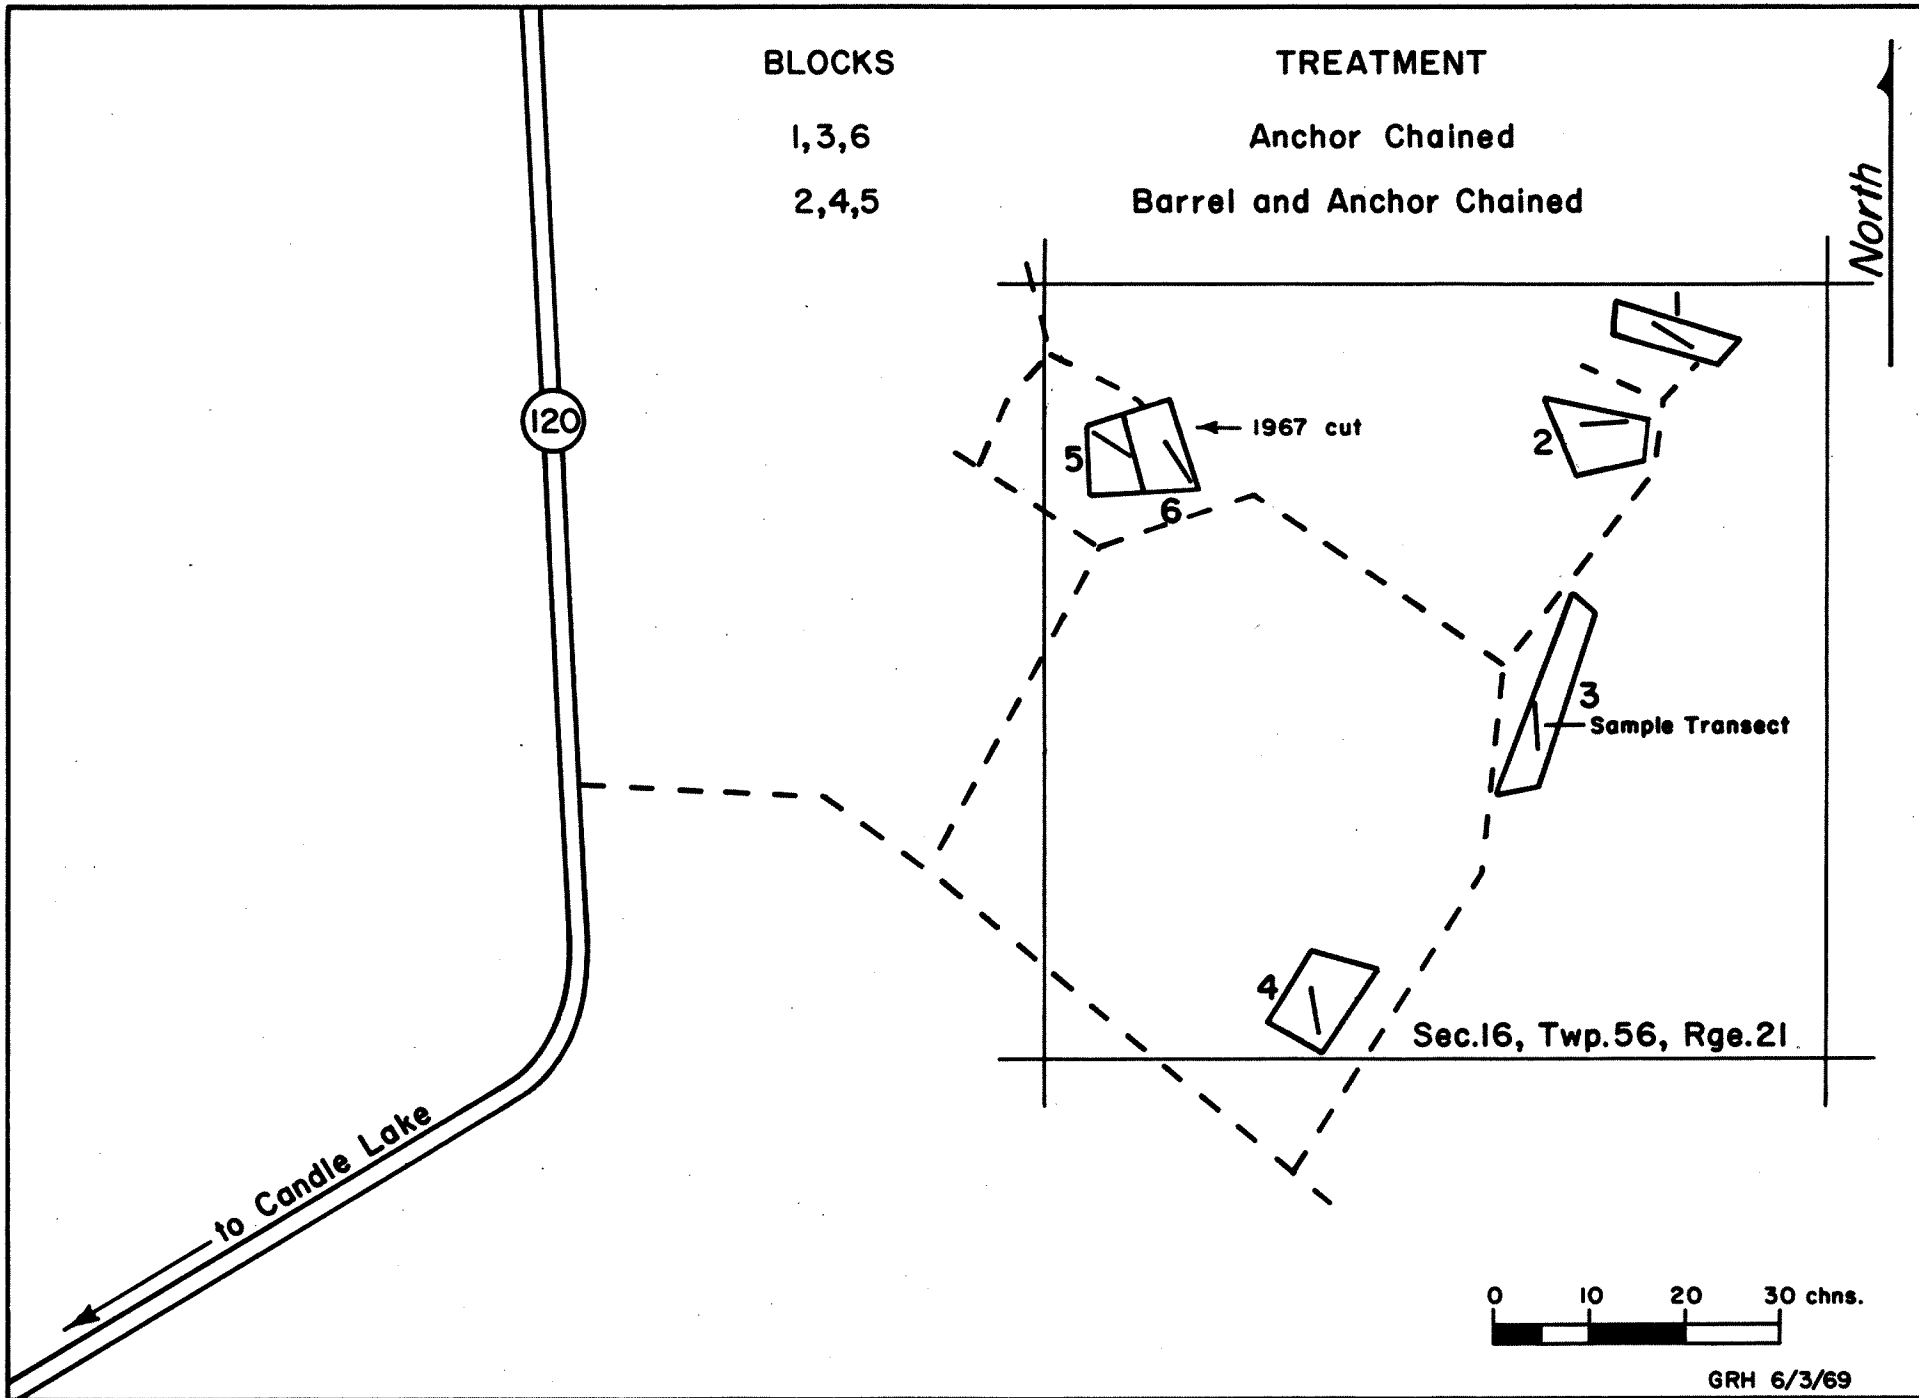 BLOCKS TREATMENT
1,3,6 Anchor Chained
2,4,5 Barrel and Anchor Chained
North
120
1967 cut
5
6
2
3
Sample Transect
4
Sec.16, Twp.56, Rge.21
to Candle Lake
0 10 20 30 chns.
GRH 6/3/69